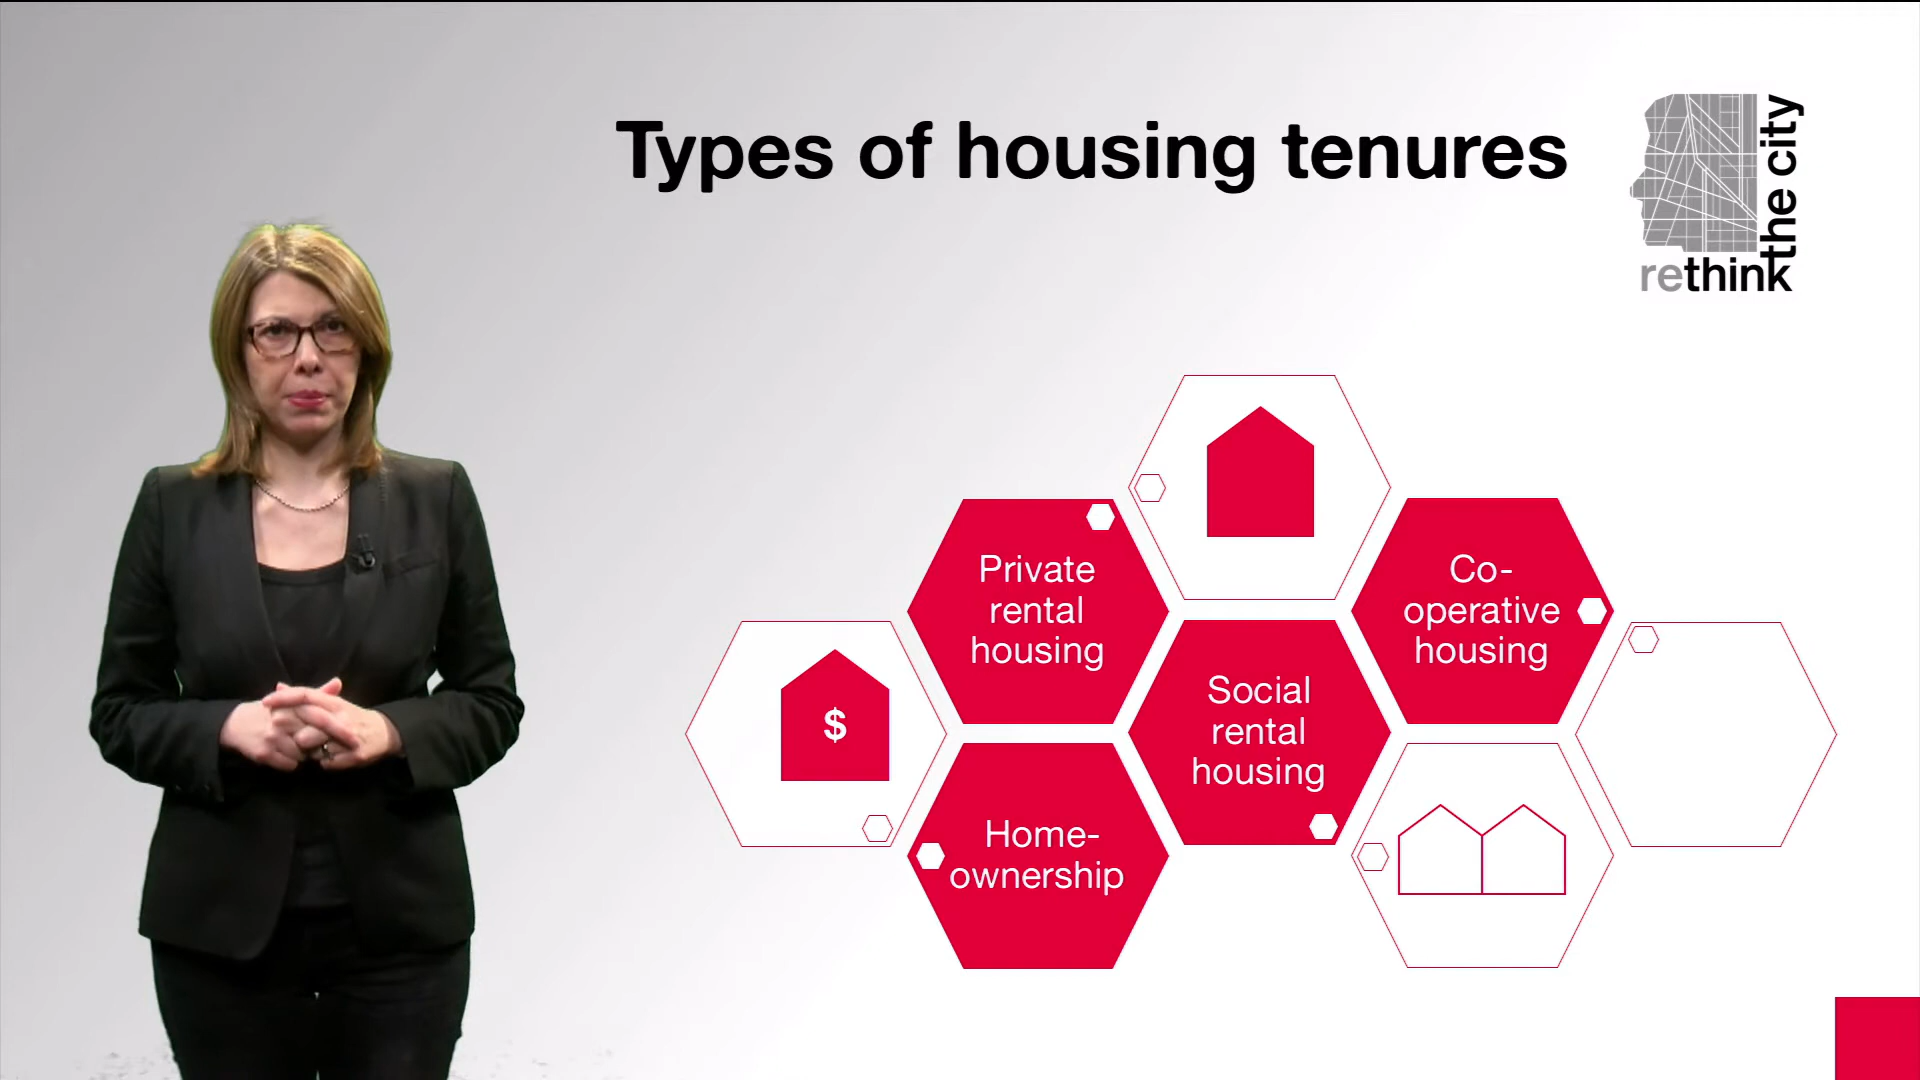 Types of housing tenures
rethink
the city
Private
rental
housing
Co-
operative
housing
Social
rental
housing
$
Home-
ownership